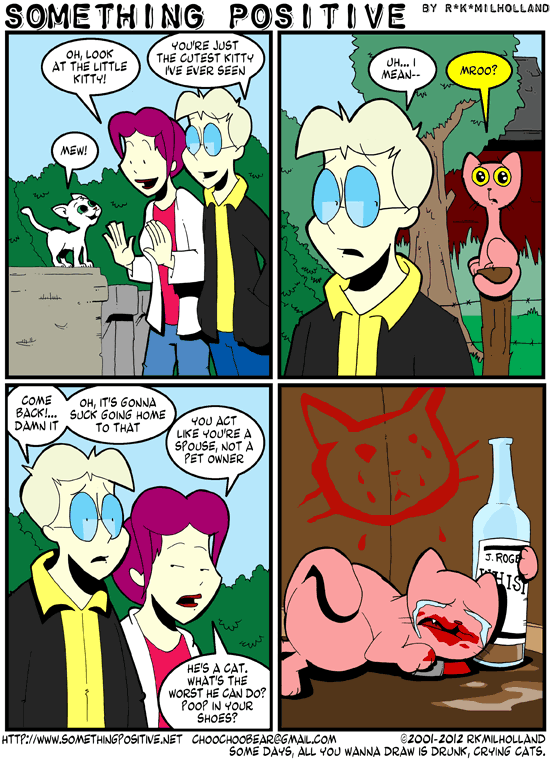 SOMETHING POSITIVE BY R*K*MILHOLLAND
OH, LOOK
AT THE LITTLE
KITTY!
YOU'RE JUST
THE CUTEST KITTY
I'VE EVER SEEN
MEW!
UH... I
MEAN--
MROO?
COME
BACK!...
DAMN IT
OH, IT'S GONNA
SUCK GOING HOME
TO THAT
YOU ACT
LIKE YOU'RE A
SPOUSE, NOT A
PET OWNER
HE'S A CAT.
WHAT'S THE
WORST HE CAN DO?
POOP IN YOUR
SHOES?
J. ROGE
WHIS
HTTP://WWW.SOMETHINGPOSITIVE.NET CHOOCHOOBEAR@GMAIL.COM ©2001-2012 RKMILHOLLAND
SOME DAYS, ALL YOU WANNA DRAW IS DRUNK, CRYING CATS.